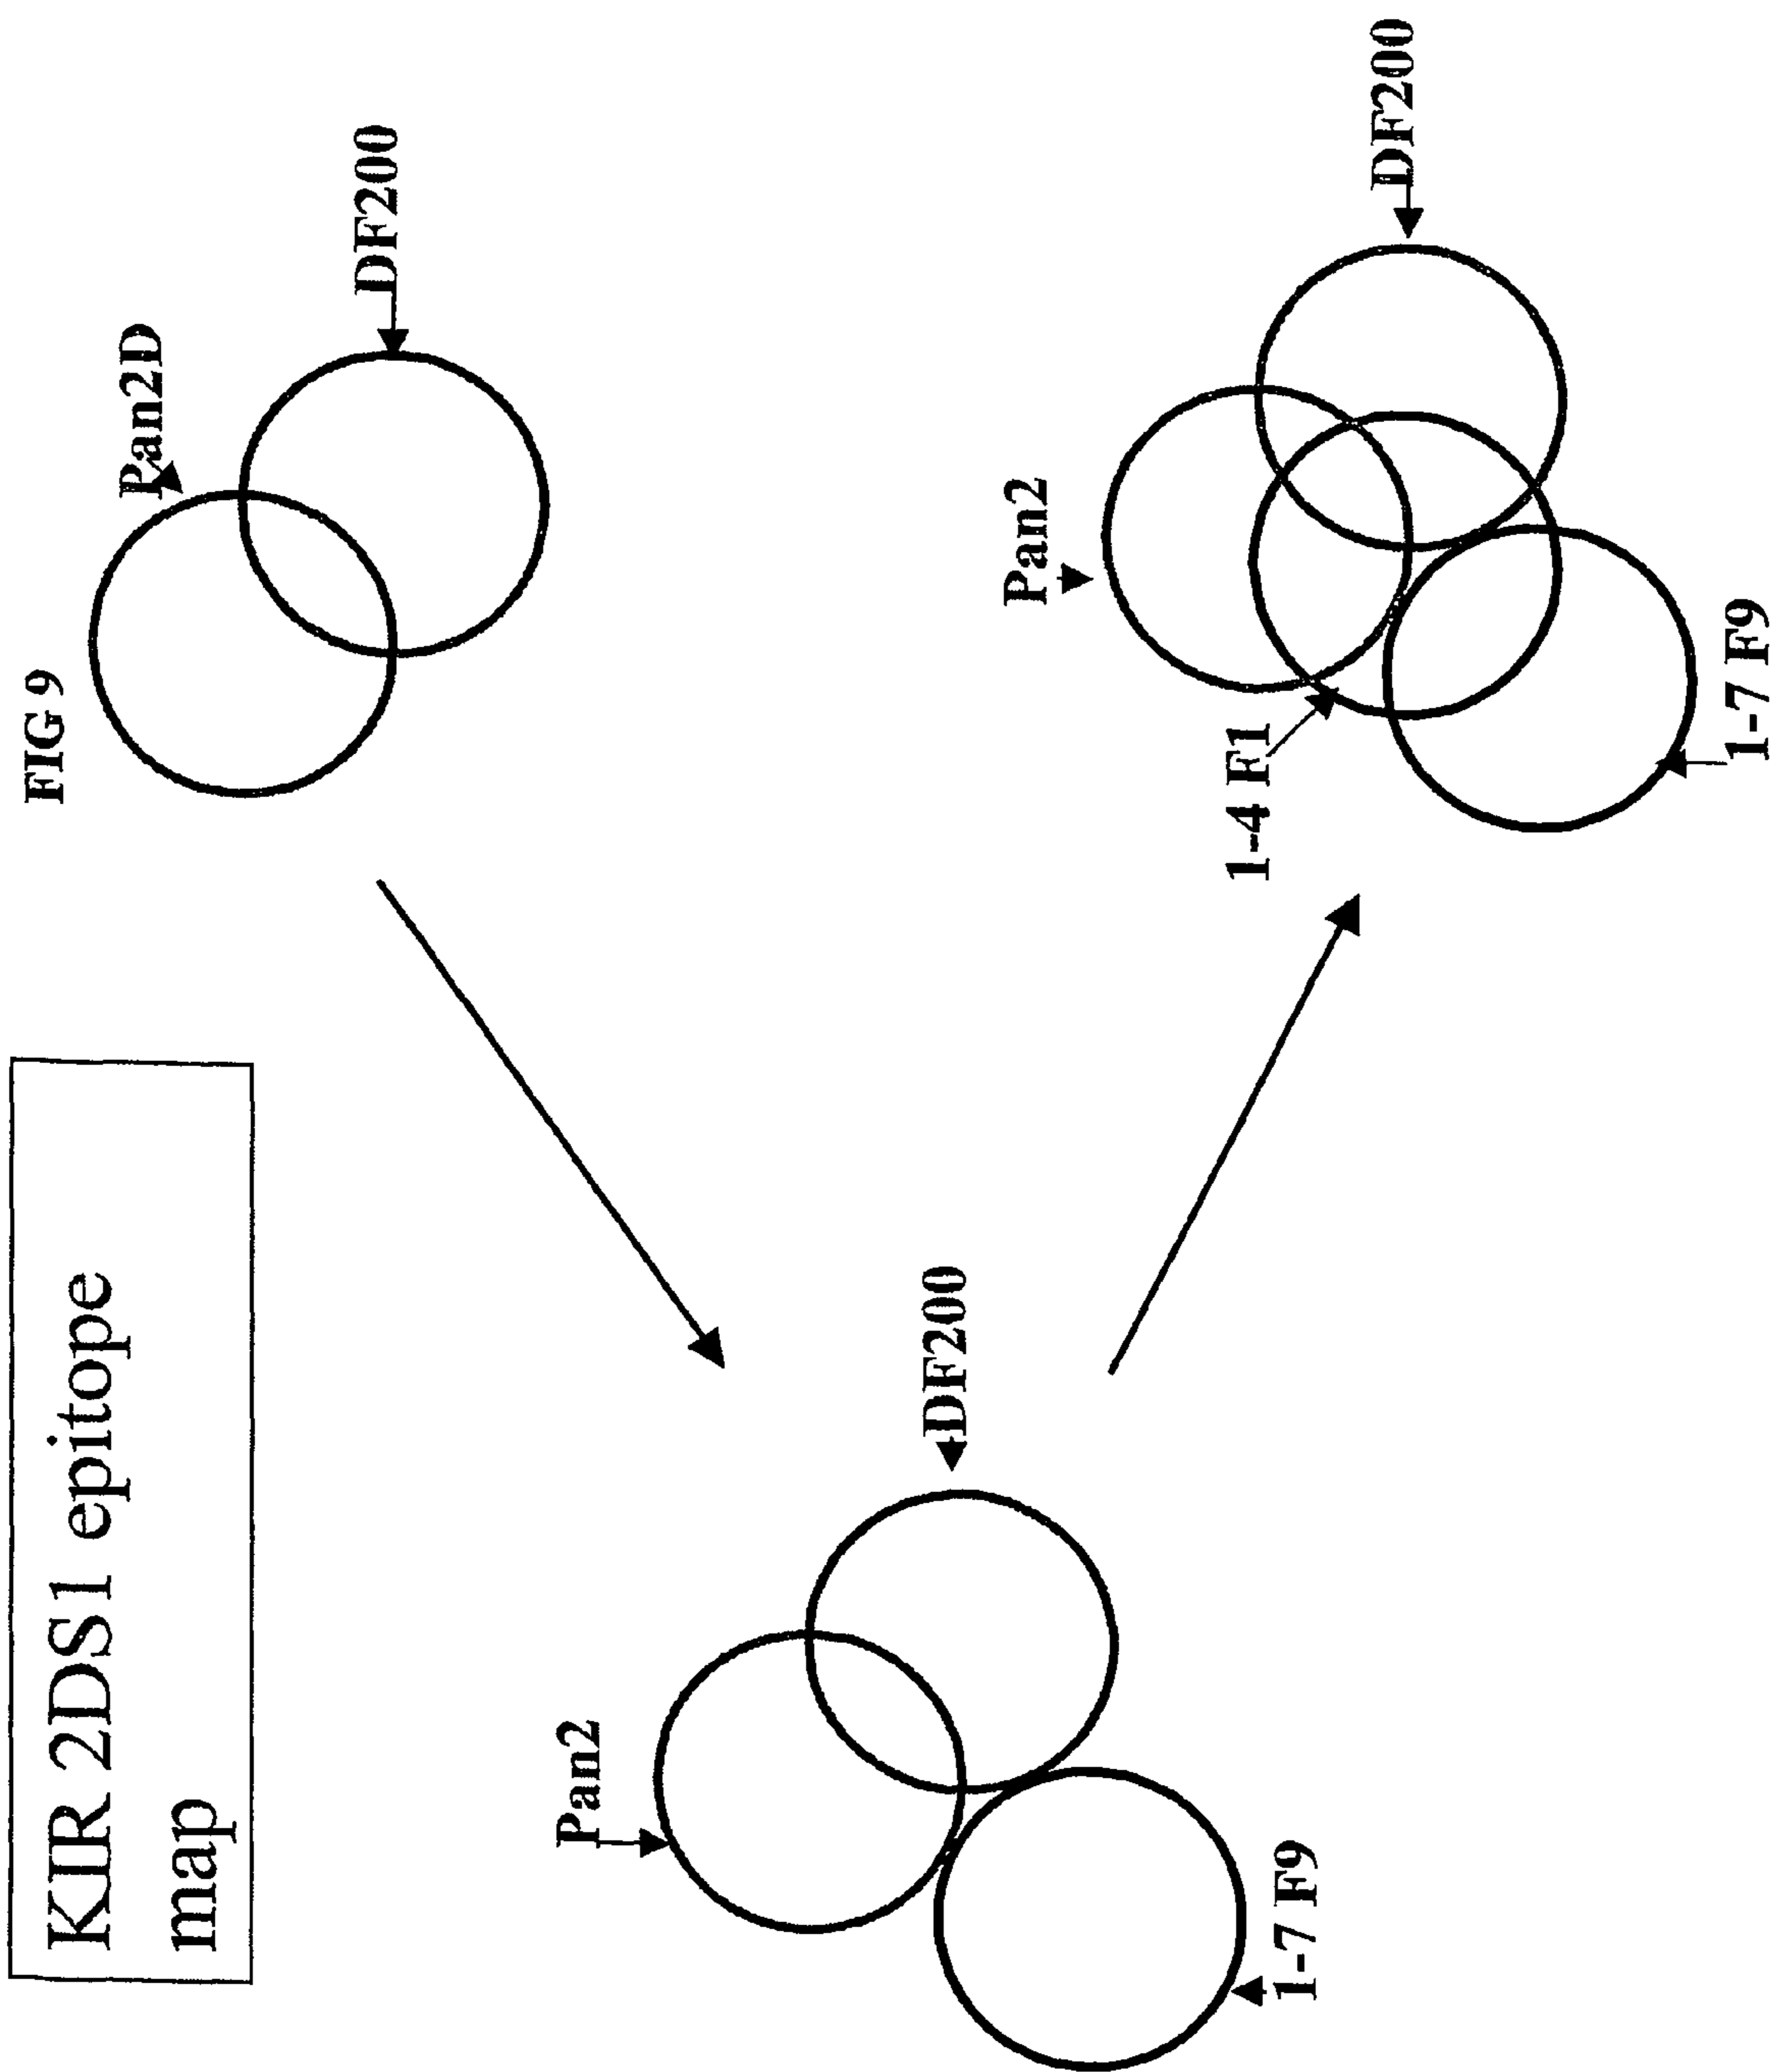 KIR 2DS1 epitope
map
FIG 9
Pan2D
DF200
Pan2
DF200
1-7 F9
Pan2
DF200
1-4 F1
1-7 F9